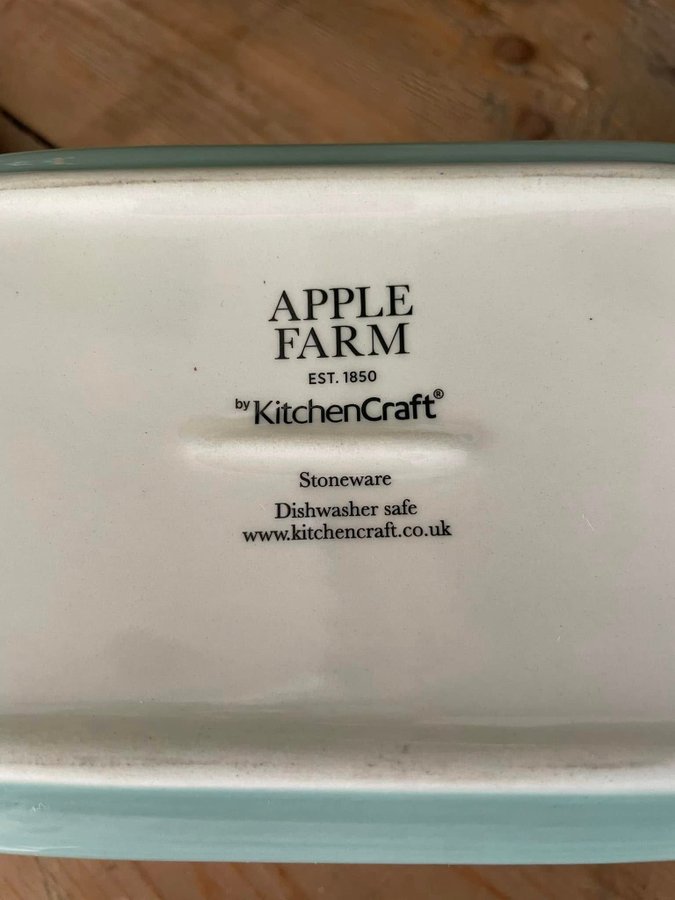 APPLE
FARM
EST. 1850
by KitchenCraft®
Stoneware
Dishwasher safe
www.kitchencraft.co.uk